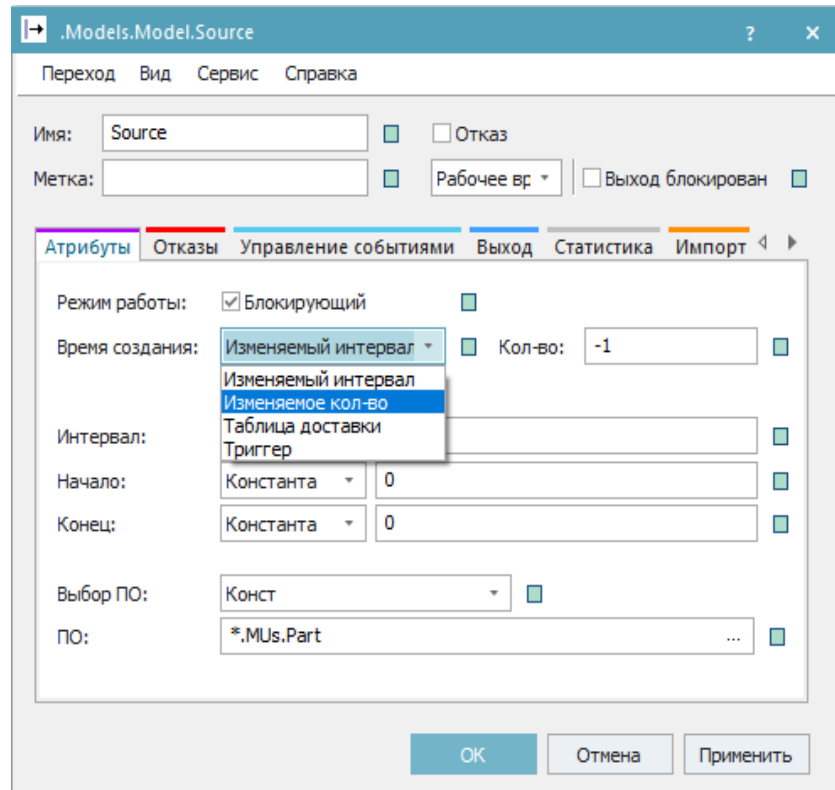 .Models.Model.Source ? ×
Переход Вид Сервис Справка
Имя: Source Отказ
Метка: Рабочее вр Выход блокирован
Атрибуты Отказы Управление событиями Выход Статистика Импорт
Режим работы: Блокирующий
Время создания: Изменяемый интервал Кол-во: -1
Изменяемый интервал
Изменяемое кол-во
Таблица доставки
Триггер
Интервал:
Начало: Константа 0
Конец: Константа 0
Выбор ПО: Конст
ПО: *.MUs.Part ...
OK Отмена Применить